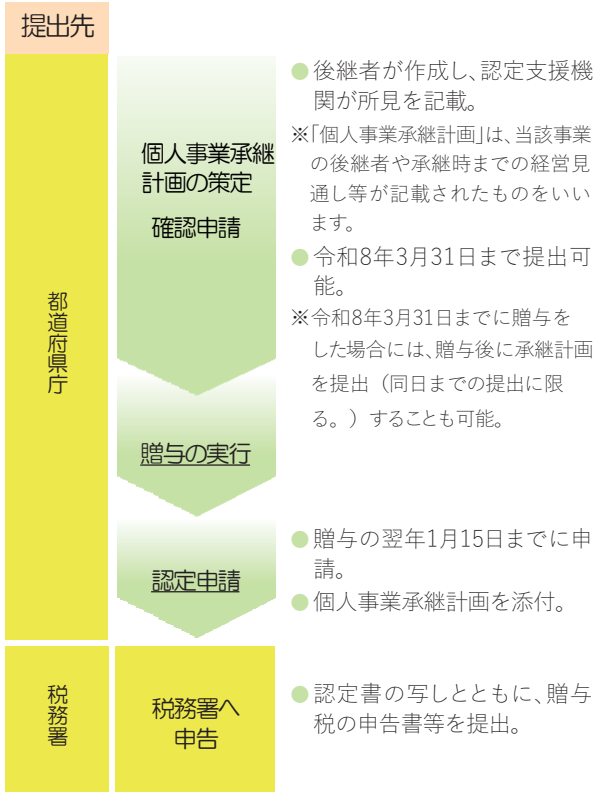 提出先
都道府県庁
個人事業承継
計画の策定
確認申請
●後継者が作成し、認定支援機
関が所見を記載。
※「個人事業承継計画」は、当該事業
の後継者や承継時までの経営見
通し等が記載されたものをいい
ます。
●令和8年3月31日まで提出可
能。
※令和8年3月31日までに贈与を
した場合には、贈与後に承継計画
を提出（同日までの提出に限
る。）することも可能。
贈与の実行
認定申請
●贈与の翌年1月15日までに申
請。
●個人事業承継計画を添付。
税務署
税務署へ
申告
●認定書の写しとともに、贈与
税の申告書等を提出。